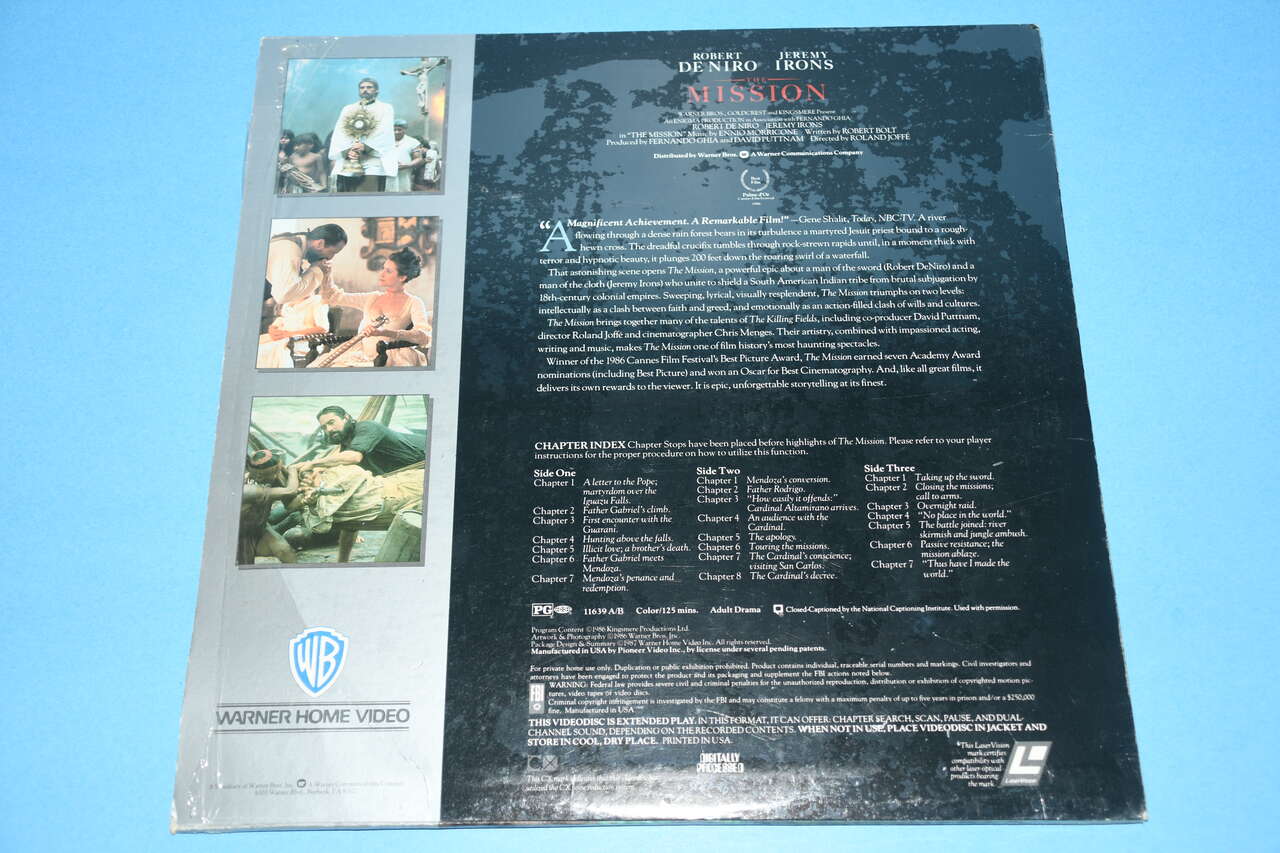 ROBERT JEREMY
DE NIRO IRONS
THE
MISSION
WARNER BROS., GOLDCREST and KINGSMERE Present
An ENIGMA PRODUCTION in Association with FERNANDO GHIA
ROBERT DE NIRO JEREMY IRONS
in "THE MISSION" Music by ENNIO MORRICONE Written by ROBERT BOLT
Produced by FERNANDO GHIA and DAVID PUTTNAM Directed by ROLAND JOFFÉ
Distributed by Warner Bros. A Warner Communications Company
Best
Film
Palme d'Or
Cannes Film Festival
1986
"A Magnificent Achievement. A Remarkable Film!" —Gene Shalit, Today, NBC-TV. A river
flowing through a dense rain forest bears in its turbulence a martyred Jesuit priest bound to a rough-
hewn cross. The dreadful crucifix tumbles through rock-strewn rapids until, in a moment thick with
terror and hypnotic beauty, it plunges 200 feet down the roaring swirl of a waterfall.
That astonishing scene opens The Mission, a powerful epic about a man of the sword (Robert DeNiro) and a
man of the cloth (Jeremy Irons) who unite to shield a South American Indian tribe from brutal subjugation by
18th-century colonial empires. Sweeping, lyrical, visually resplendent, The Mission triumphs on two levels:
intellectually as a clash between faith and greed, and emotionally as an action-filled clash of wills and cultures.
The Mission brings together many of the talents of The Killing Fields, including co-producer David Puttnam,
director Roland Joffé and cinematographer Chris Menges. Their artistry, combined with impassioned acting,
writing and music, makes The Mission one of film history's most haunting spectacles.
Winner of the 1986 Cannes Film Festival's Best Picture Award, The Mission earned seven Academy Award
nominations (including Best Picture) and won an Oscar for Best Cinematography. And, like all great films, it
delivers its own rewards to the viewer. It is epic, unforgettable storytelling at its finest.
CHAPTER INDEX Chapter Stops have been placed before highlights of The Mission. Please refer to your player
instructions for the proper procedure on how to utilize this function.
Side One
Chapter 1 A letter to the Pope;
martyrdom over the
Iguazu Falls.
Chapter 2 Father Gabriel's climb.
Chapter 3 First encounter with the
Guarani.
Chapter 4 Hunting above the falls.
Chapter 5 Illicit love; a brother's death.
Chapter 6 Father Gabriel meets
Mendoza.
Chapter 7 Mendoza's penance and
redemption.
Side Two
Chapter 1 Mendoza's conversion.
Chapter 2 Father Rodrigo.
Chapter 3 "How easily it offends:"
Cardinal Altamirano arrives.
Chapter 4 An audience with the
Cardinal.
Chapter 5 The apology.
Chapter 6 Touring the missions.
Chapter 7 The Cardinal's conscience;
visiting San Carlos.
Chapter 8 The Cardinal's decree.
Side Three
Chapter 1 Taking up the sword.
Chapter 2 Closing the missions;
call to arms.
Chapter 3 Overnight raid.
Chapter 4 "No place in the world."
Chapter 5 The battle joined: river
skirmish and jungle ambush.
Chapter 6 Passive resistance; the
mission ablaze.
Chapter 7 "Thus have I made the
world."
PG 11639 A/B Color/125 mins. Adult Drama Closed-Captioned by the National Captioning Institute. Used with permission.
Program Content ©1986 Kingsmere Productions Ltd.
Artwork & Photography ©1986 Warner Bros. Inc.
Package Design & Summary ©1987 Warner Home Video Inc. All rights reserved.
Manufactured in USA by Pioneer Video Inc., by license under several pending patents.
For private home use only. Duplication or public exhibition prohibited. Product contains individual, traceable serial numbers and markings. Civil investigators and
attorneys have been engaged to protect the product and its packaging and supplement the FBI actions noted below.
FBI
WARNING: Federal law provides severe civil and criminal penalties for the unauthorized reproduction, distribution or exhibition of copyrighted motion pic-
tures, video tapes or video discs.
Criminal copyright infringement is investigated by the FBI and may constitute a felony with a maximum penalty of up to five years in prison and/or a $250,000
fine. Manufactured in USA
THIS VIDEODISC IS EXTENDED PLAY. IN THIS FORMAT, IT CAN OFFER: CHAPTER SEARCH, SCAN, PAUSE, AND DUAL-
CHANNEL SOUND, DEPENDING ON THE RECORDED CONTENTS. WHEN NOT IN USE, PLACE VIDEODISC IN JACKET AND
STORE IN COOL, DRY PLACE. PRINTED IN USA.
CX
This CX mark
utilized the CX noise reduction system.
DIGITALLY
PROCESSED
"This LaserVision
mark certifies
compatibility with
other laser optical
products bearing
the mark."
LaserVision
WB
WARNER HOME VIDEO
of Warner Bros. Inc. A Warner Communications Company
Warner Blvd., Burbank, CA